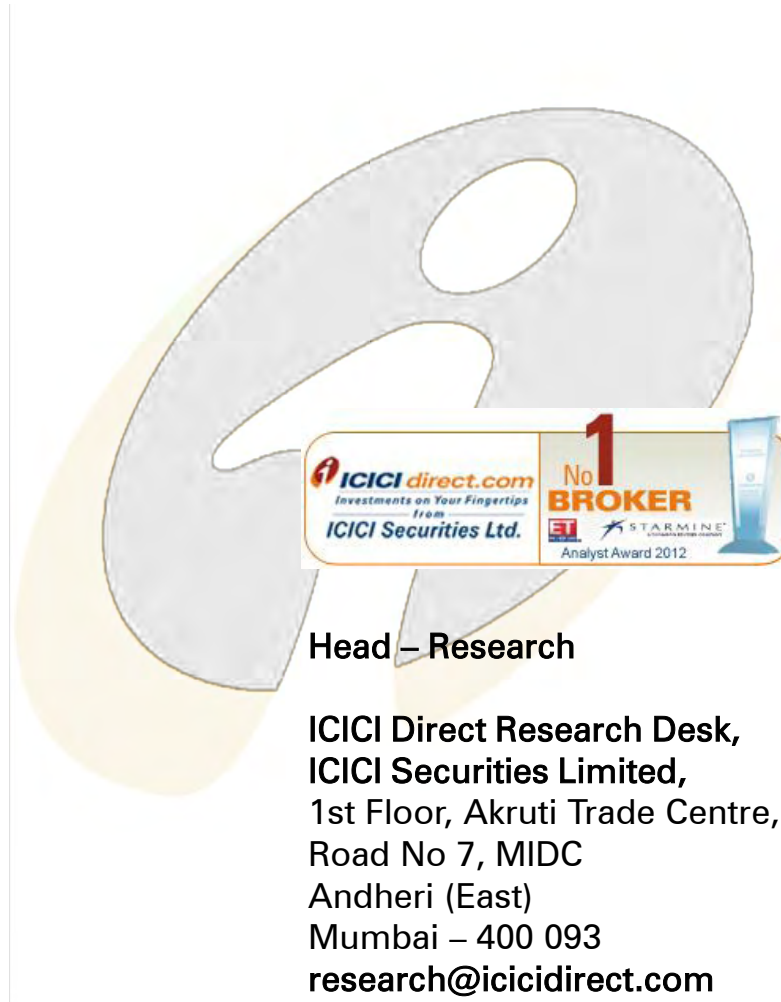 ICICI direct.com
Investments on Your Fingertips
from
ICICI Securities Ltd.
No 1
BROKER
ET STARMINE
Analyst Award 2012
Head – Research
ICICI Direct Research Desk,
ICICI Securities Limited,
1st Floor, Akruti Trade Centre,
Road No 7, MIDC
Andheri (East)
Mumbai – 400 093
research@icicidirect.com